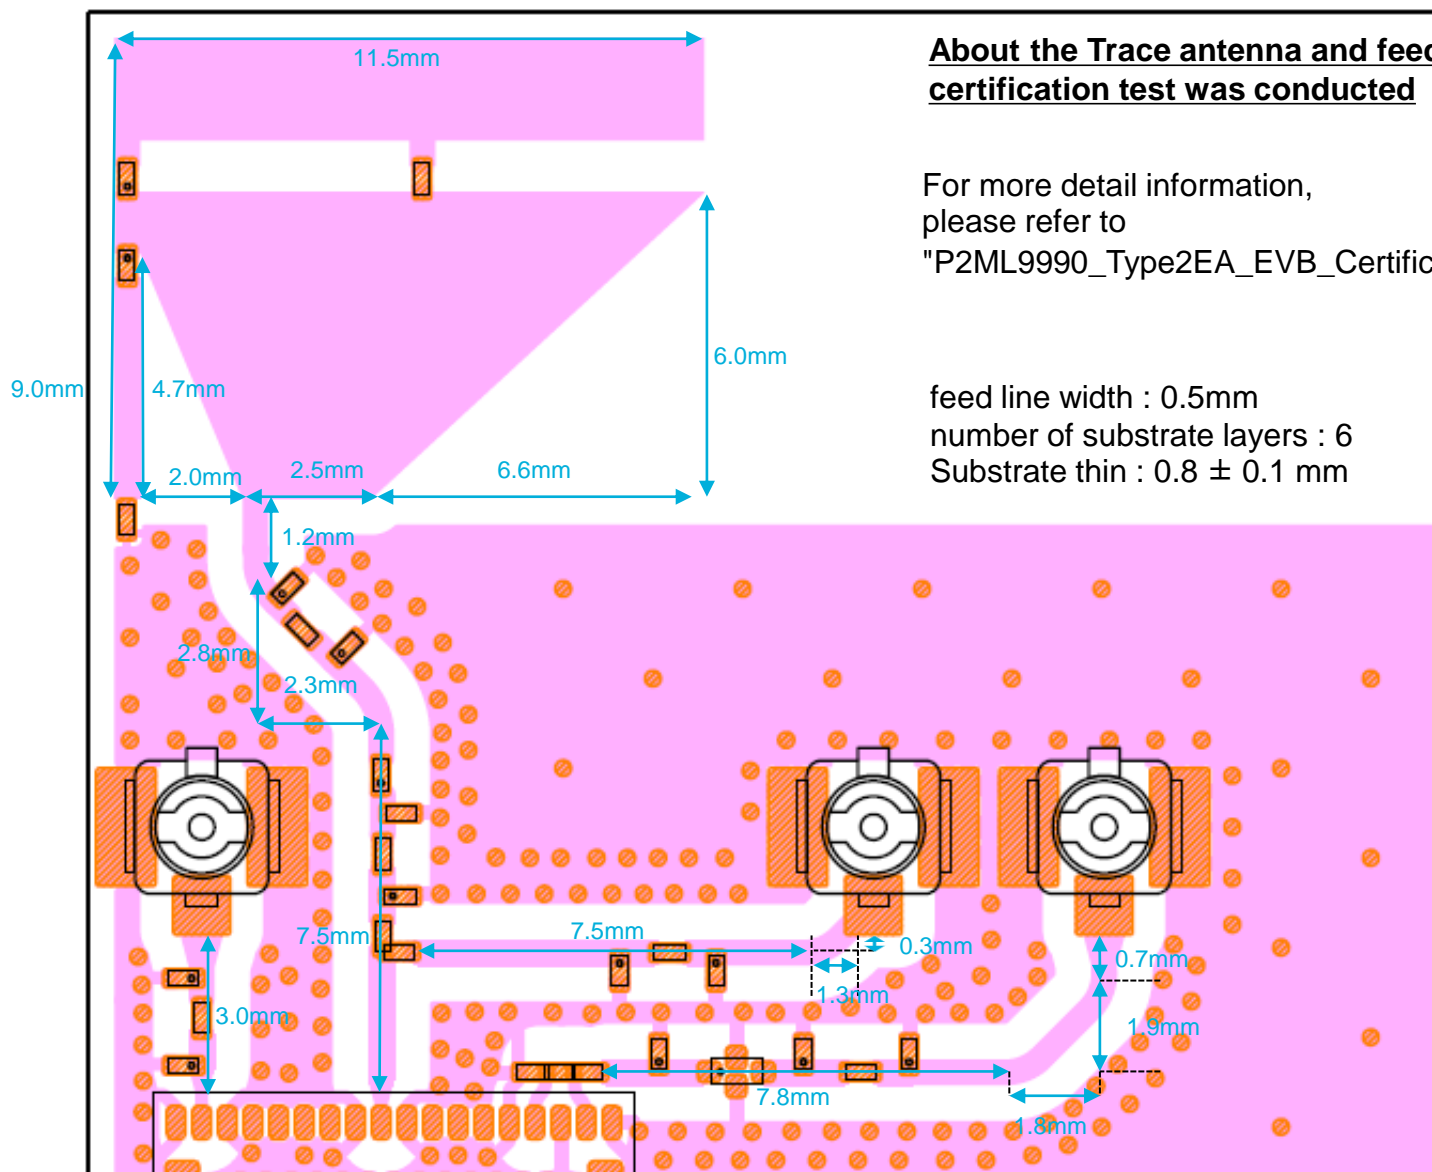 About the Trace antenna and feed
certification test was conducted
11.5mm
For more detail information,
please refer to
"P2ML9990_Type2EA_EVB_Certific
6.0mm
9.0mm
4.7mm
feed line width : 0.5mm
number of substrate layers : 6
Substrate thin : 0.8 ± 0.1 mm
2.0mm
2.5mm
6.6mm
1.2mm
2.8mm
2.3mm
7.5mm
7.5mm
0.3mm
0.7mm
1.3mm
3.0mm
1.9mm
7.8mm
1.8mm